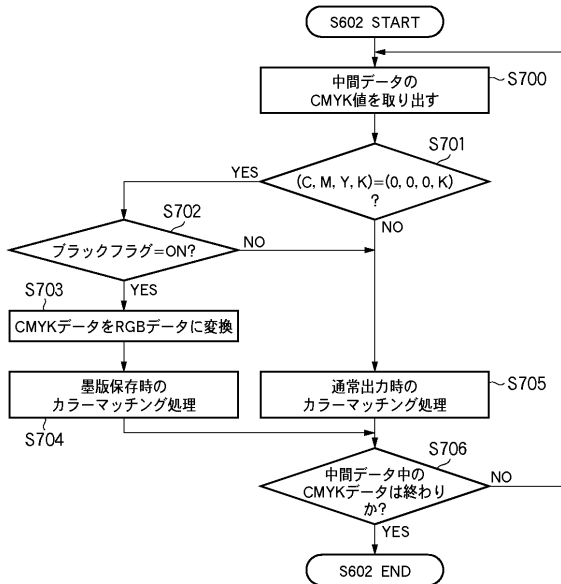 S602 START
中間データの
CMYK値を取り出す
S700
S701
(C, M, Y, K)=(0, 0, 0, K)
?
YES
NO
S702
ブラックフラグ=ON?
NO
YES
S703
CMYKデータをRGBデータに変換
墨版保存時の
カラーマッチング処理
S704
通常出力時の
カラーマッチング処理
S705
S706
中間データ中の
CMYKデータは終わり
か?
NO
YES
S602 END